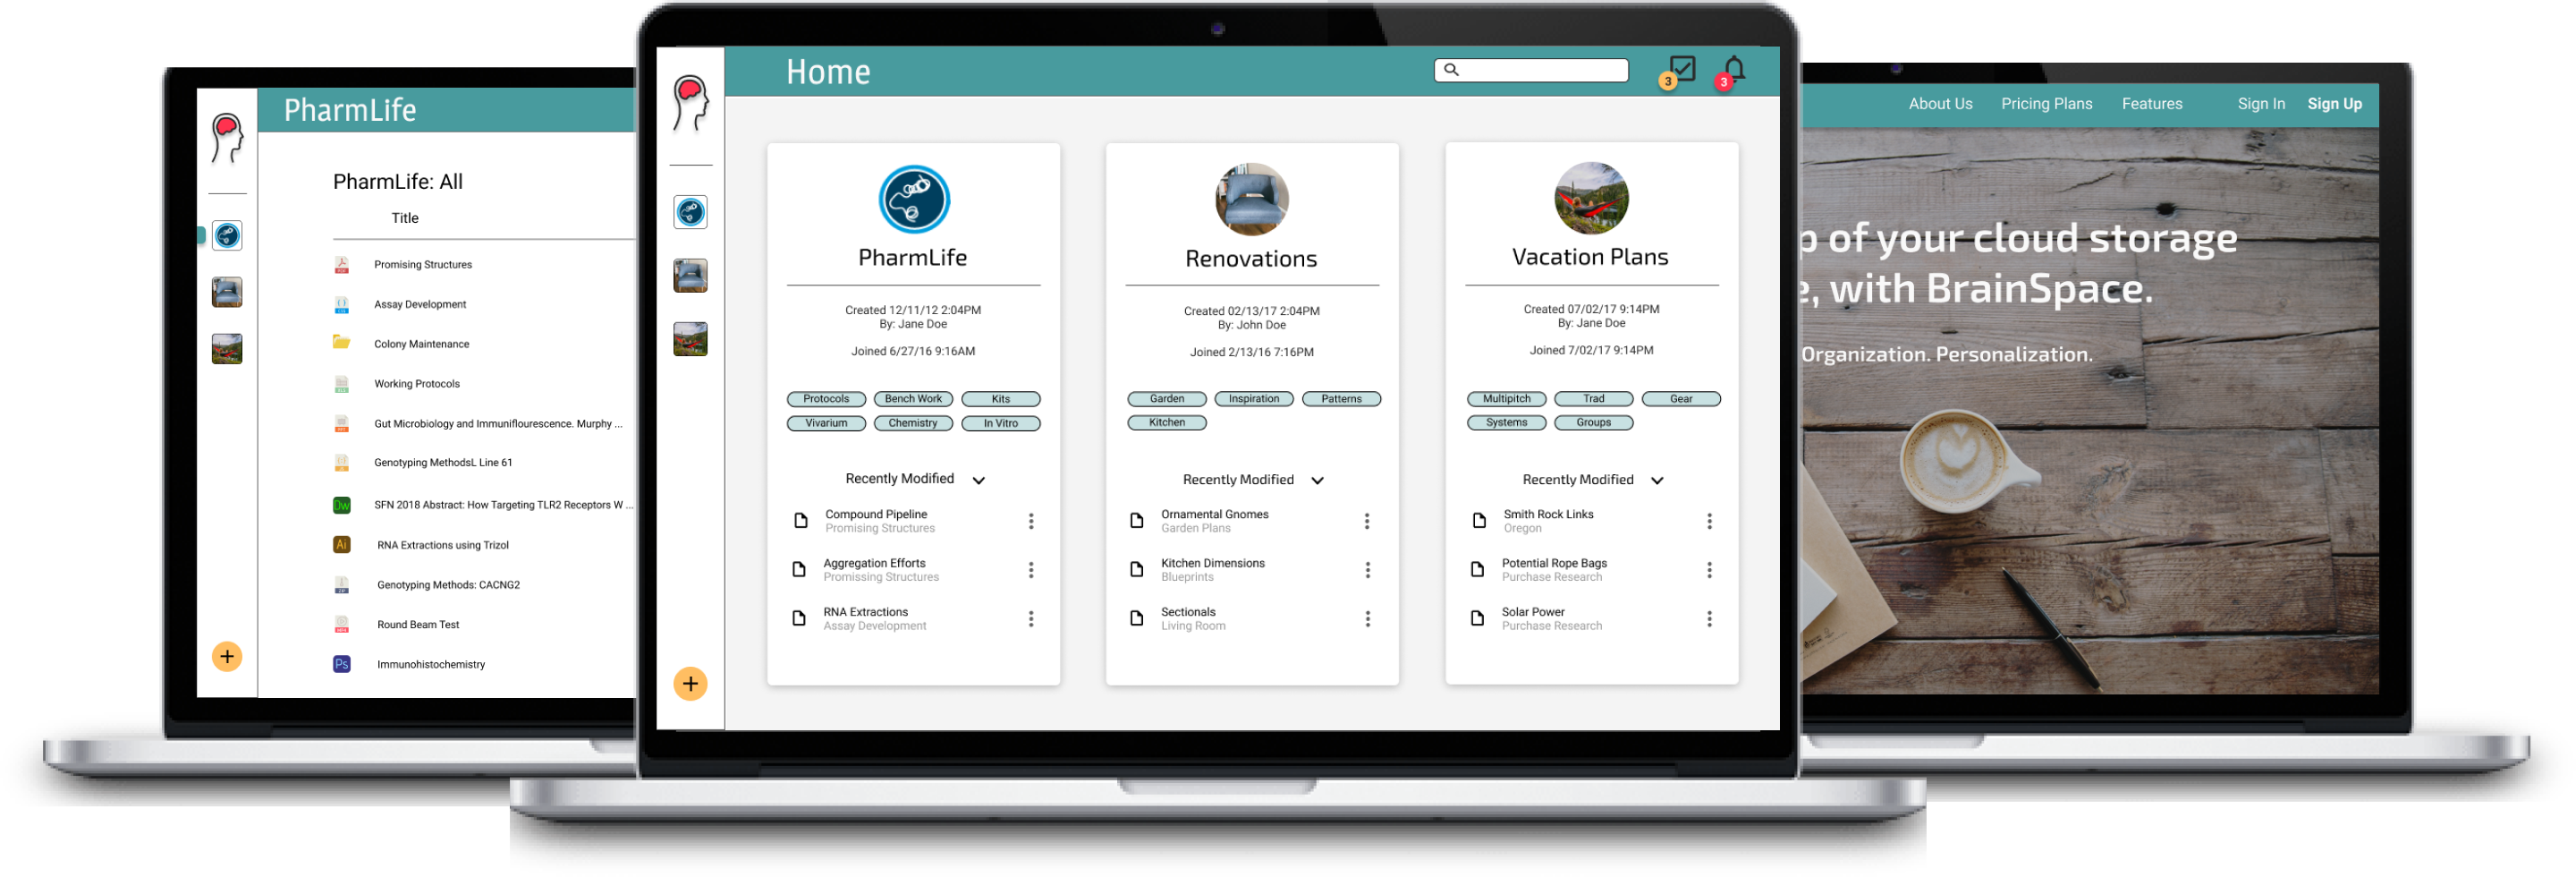 PharmLife
PharmLife: All
Title
Promising Structures
Assay Development
Colony Maintenance
Working Protocols
Gut Microbiology and Immuniflourescence. Murphy ...
Genotyping MethodsL Line 61
Dw
SFN 2018 Abstract: How Targeting TLR2 Receptors W ...
Ai
RNA Extractions using Trizol
Genotyping Methods: CACNG2
Round Beam Test
Ps
Immunohistochemistry
+
Home
3
3
PharmLife
Created 12/11/12 2:04PM
By: Jane Doe
Joined 6/27/16 9:16AM
Protocols Bench Work Kits
Vivarium Chemistry In Vitro
Recently Modified
Compound Pipeline
Promising Structures
Aggregation Efforts
Promissing Structures
RNA Extractions
Assay Development
Renovations
Created 02/13/17 2:04PM
By: John Doe
Joined 2/13/16 7:16PM
Garden Inspiration Patterns
Kitchen
Recently Modified
Ornamental Gnomes
Garden Plans
Kitchen Dimensions
Blueprints
Sectionals
Living Room
Vacation Plans
Created 07/02/17 9:14PM
By: Jane Doe
Joined 7/02/17 9:14PM
Multipitch Trad Gear
Systems Groups
Recently Modified
Smith Rock Links
Oregon
Potential Rope Bags
Purchase Research
Solar Power
Purchase Research
+
About Us Pricing Plans Features Sign In Sign Up
p of your cloud storage
e, with BrainSpace.
Organization. Personalization.